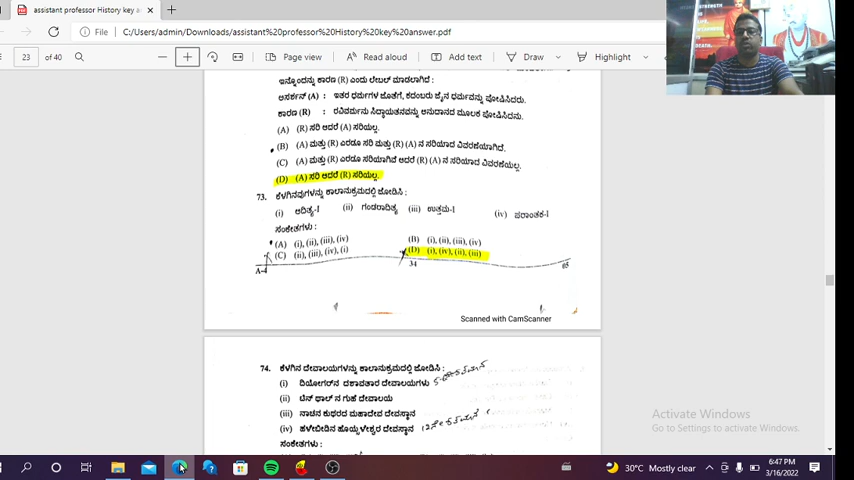 assistant professor History key an
File
C:/Users/admin/Downloads/assistant%20professor%20History%20key%20answer.pdf
23 of 40
Page view
Read aloud
Add text
Draw
Highlight
ಇನ್ನೊಂದನ್ನು ಕಾರಣ (R) ಎಂದು ಲೇಬಲ್ ಮಾಡಲಾಗಿದೆ :
ಅಸರ್ಶನ್ (A) : ಇತರ ಧರ್ಮಗಳ ಜೊತೆಗೆ, ಕದಂಬರು ಜೈನ ಧರ್ಮವನ್ನು ಪೋಷಿಸಿದರು.
ಕಾರಣ (R) : ರವಿವರ್ಮನು ಸಿದ್ಧಾಯತನವನ್ನು ಅನುದಾನದ ಮೂಲಕ ಪೋಷಿಸಿದನು.
(A) (R) ಸರಿ ಆದರೆ (A) ಸರಿಯಲ್ಲ.
(B) (A) ಮತ್ತು (R) ಎರಡೂ ಸರಿ ಮತ್ತು (R) (A) ನ ಸರಿಯಾದ ವಿವರಣೆಯಾಗಿದೆ.
(C) (A) ಮತ್ತು (R) ಎರಡೂ ಸರಿಯಾಗಿವೆ ಆದರೆ (R) (A) ನ ಸರಿಯಾದ ವಿವರಣೆಯಲ್ಲ.
(D) (A) ಸರಿ ಆದರೆ (R) ಸರಿಯಲ್ಲ.
73. ಕೆಳಗಿನವುಗಳನ್ನು ಕಾಲಾನುಕ್ರಮದಲ್ಲಿ ಜೋಡಿಸಿ :
(i) ಆದಿತ್ಯ-I (ii) ಗಂಡರಾದಿತ್ಯ (iii) ಉತ್ತಮ-I (iv) ಪರಾಂತಕ-I
ಸಂಕೇತಗಳು :
(A) (i), (ii), (iii), (iv) (B) (i), (ii), (iii), (iv)
(C) (ii), (iii), (iv), (i) (D) (i), (iv), (ii), (iii)
A-4 34 05
Scanned with CamScanner
74. ಕೆಳಗಿನ ದೇವಾಲಯಗಳನ್ನು ಕಾಲಾನುಕ್ರಮದಲ್ಲಿ ಜೋಡಿಸಿ :
(i) ದಿಯೋಗರ್‌ನ ದಶಾವತಾರ ದೇವಾಲಯಗಳು
(ii) ಟಿನ್ ಥಾಲ್ ನ ಗುಹೆ ದೇವಾಲಯ
(iii) ನಾಚನ ಕುಥರದ ಮಹಾದೇವ ದೇವಸ್ಥಾನ
(iv) ಹಳೇಬೀದಿನ ಹೊಯ್ಸಳೇಶ್ವರ ದೇವಸ್ಥಾನ
ಸಂಕೇತಗಳು :
Activate Windows
Go to Settings to activate Windows.
30°C Mostly clear
6:47 PM
3/16/2022